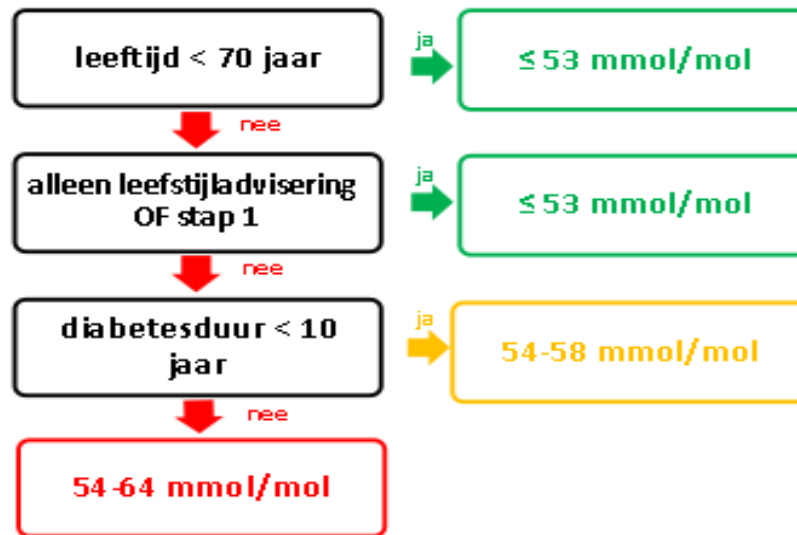 leeftijd < 70 jaar
ja
≤ 53 mmol/mol
nee
alleen leefstijladvisering
OF stap 1
ja
≤ 53 mmol/mol
nee
diabetesduur < 10
jaar
ja
54-58 mmol/mol
nee
54-64 mmol/mol